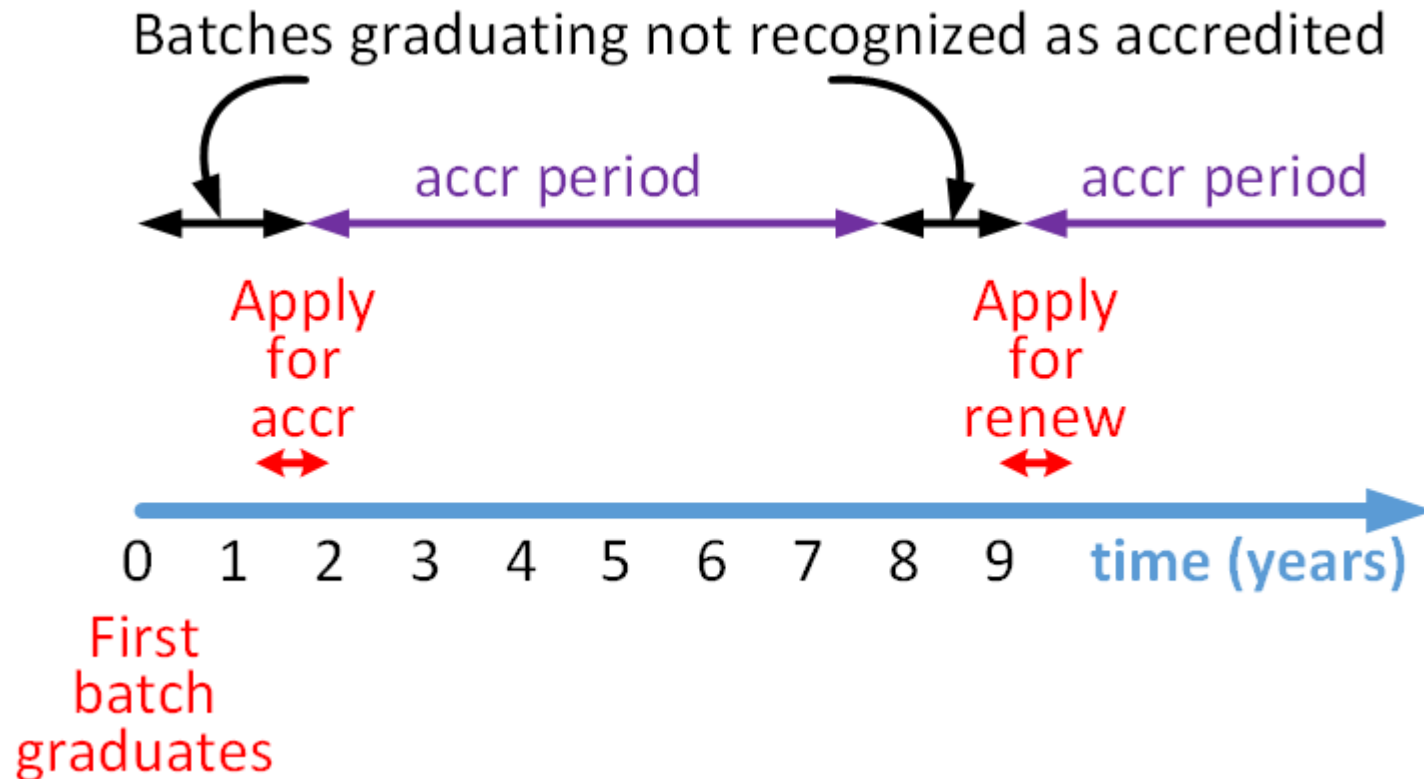 Batches graduating not recognized as accredited
accr period
accr period
Apply
for
accr
Apply
for
renew
0 1 2 3 4 5 6 7 8 9 time (years)
First
batch
graduates